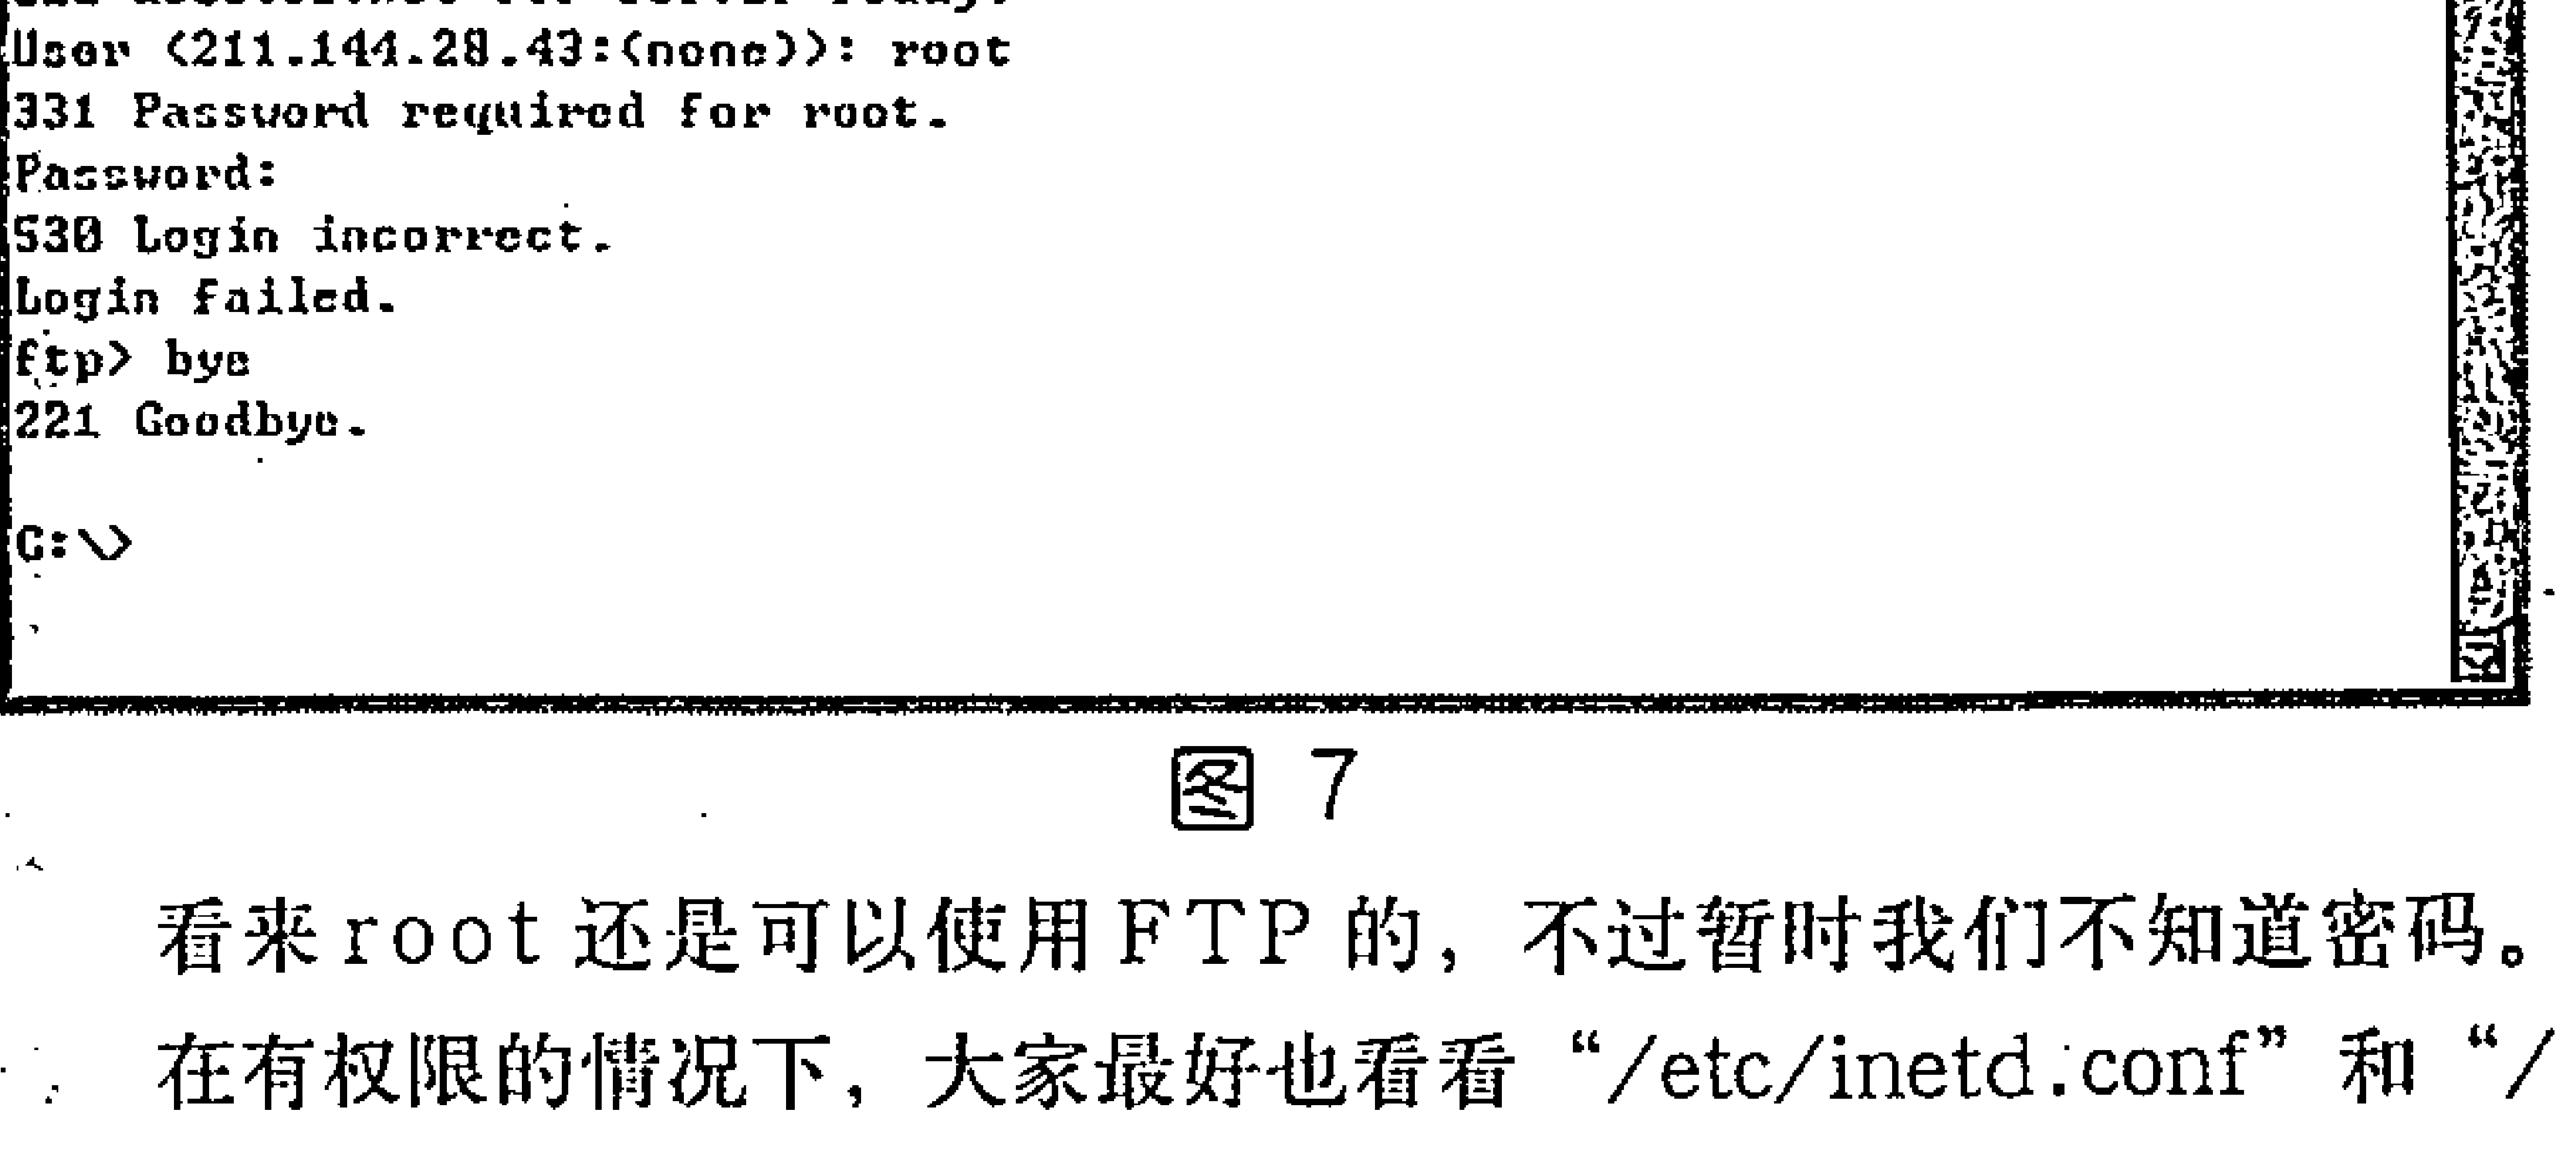 User (211.144.28.43:(none)): root
331 Password required for root.
Password:
530 Login incorrect.
Login failed.
ftp> bye
221 Goodbye.
C:\>
图 7
看来root还是可以使用FTP的，不过暂时我们不知道密码。
在有权限的情况下，大家最好也看看“/etc/inetd.conf”和“/